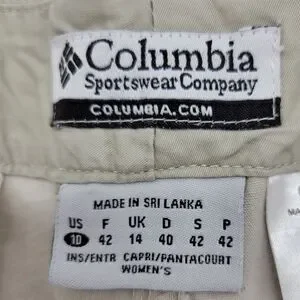 Columbia
Sportswear Company
COLUMBIA.COM
MADE IN SRI LANKA
US F UK D S P
10 42 14 40 42 42
INS/ENTR CAPRI/PANTACOURT
WOMEN'S